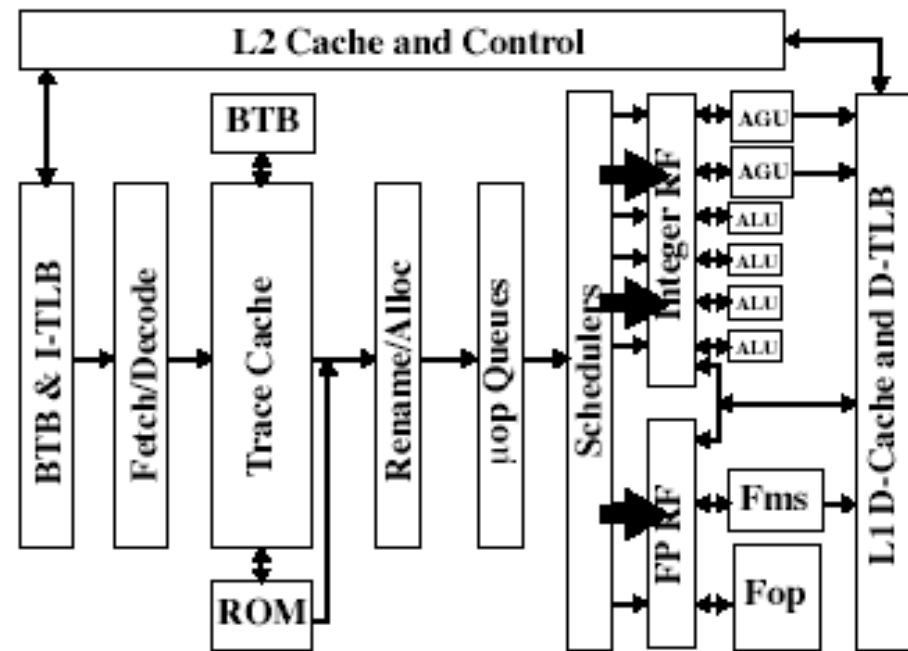 L2 Cache and Control
BTB
BTB & I-TLB
Fetch/Decode
Trace Cache
ROM
Rename/Alloc
µop Queues
Schedulers
Integer RF
FP RF
AGU
AGU
ALU
ALU
ALU
ALU
Fms
Fop
L1 D-Cache and D-TLB